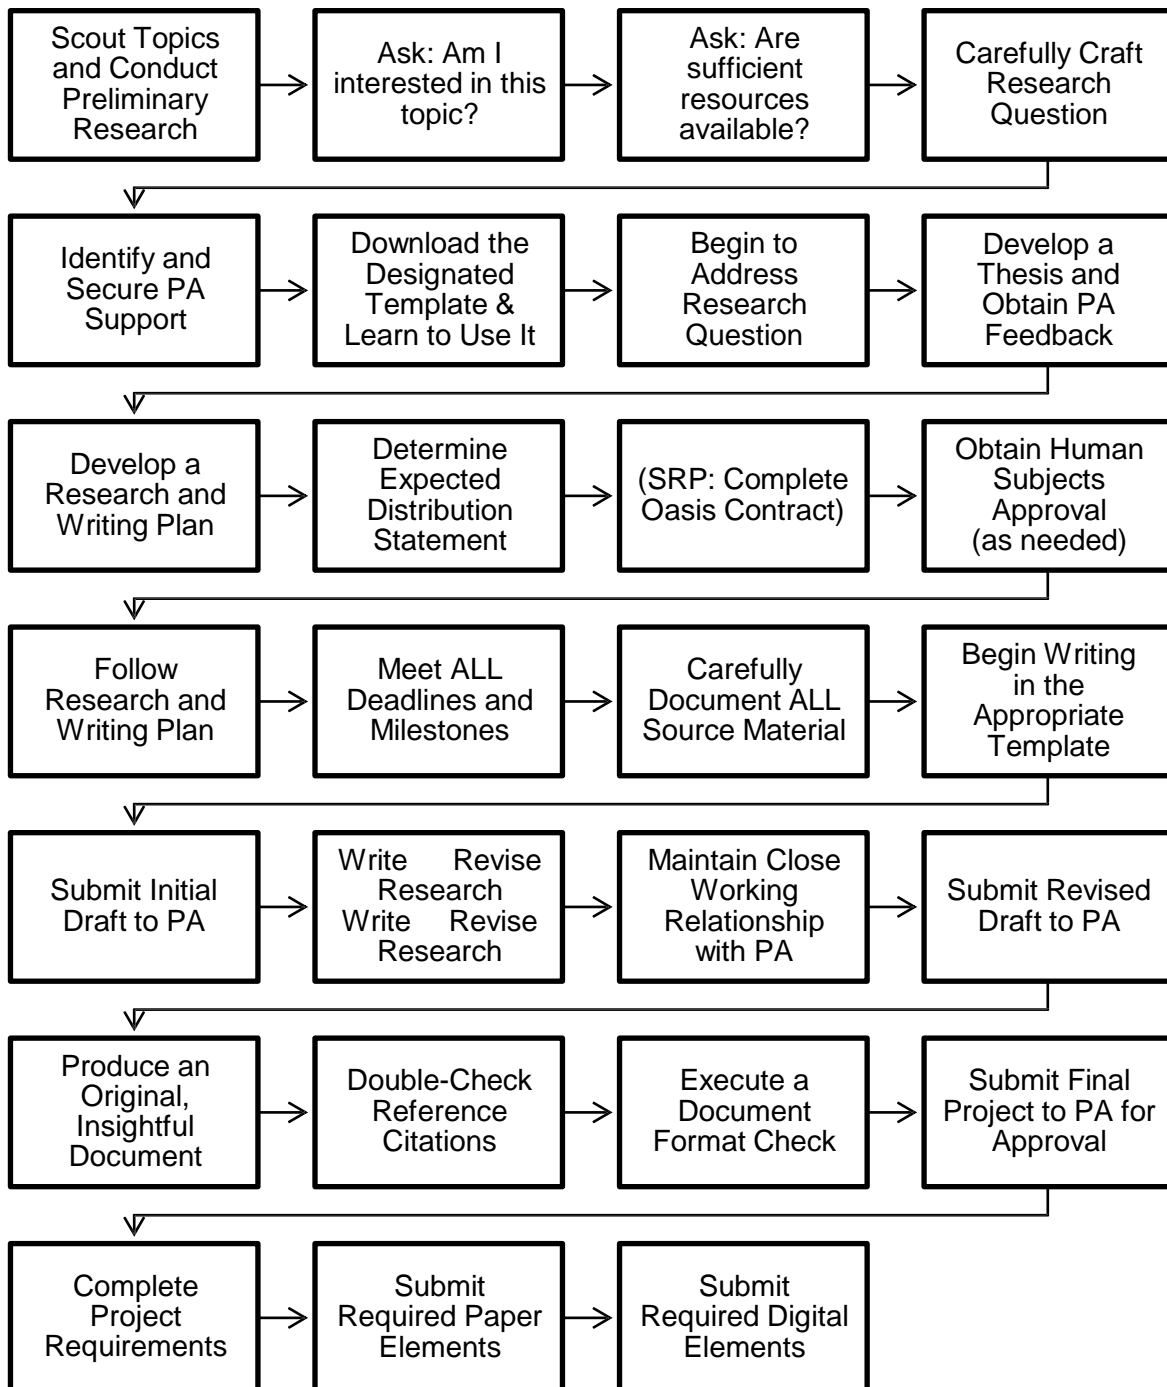 Scout Topics
and Conduct
Preliminary
Research
Ask: Am I
interested in this
topic?
Ask: Are
sufficient
resources
available?
Carefully Craft
Research
Question
Identify and
Secure PA
Support
Download the
Designated
Template &
Learn to Use It
Begin to
Address
Research
Question
Develop a
Thesis and
Obtain PA
Feedback
Develop a
Research and
Writing Plan
Determine
Expected
Distribution
Statement
(SRP: Complete
Oasis Contract)
Obtain Human
Subjects
Approval
(as needed)
Follow
Research and
Writing Plan
Meet ALL
Deadlines and
Milestones
Carefully
Document ALL
Source Material
Begin Writing
in the
Appropriate
Template
Submit Initial
Draft to PA
Write Revise
Research
Write Revise
Research
Maintain Close
Working
Relationship
with PA
Submit Revised
Draft to PA
Produce an
Original,
Insightful
Document
Double-Check
Reference
Citations
Execute a
Document
Format Check
Submit Final
Project to PA for
Approval
Complete
Project
Requirements
Submit
Required Paper
Elements
Submit
Required Digital
Elements